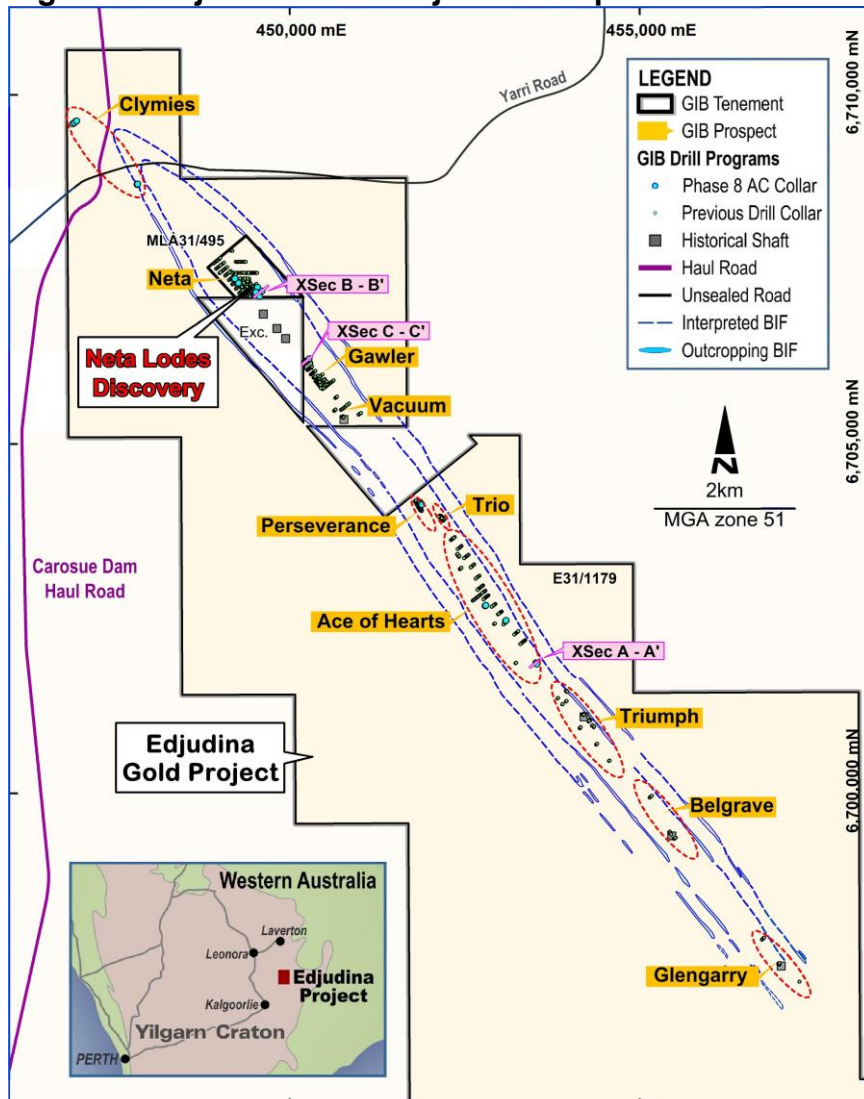 450,000 mE
455,000 mE
6,710,000 mN
6,705,000 mN
6,700,000 mN
Yarri Road
LEGEND
GIB Tenement
GIB Prospect
GIB Drill Programs
Phase 8 AC Collar
Previous Drill Collar
Historical Shaft
Haul Road
Unsealed Road
Interpreted BIF
Outcropping BIF
N
2km
MGA zone 51
Clymies
MLA31/495
Neta
XSec B - B'
Exc.
XSec C - C'
Neta Lodes
Discovery
Gawler
Vacuum
Perseverance
Trio
Carosue Dam
Haul Road
E31/1179
Ace of Hearts
XSec A - A'
Triumph
Edjudina
Gold Project
Belgrave
Glengarry
Western Australia
Laverton
Leonora
Edjudina
Project
Kalgoorlie
Yilgarn Craton
PERTH